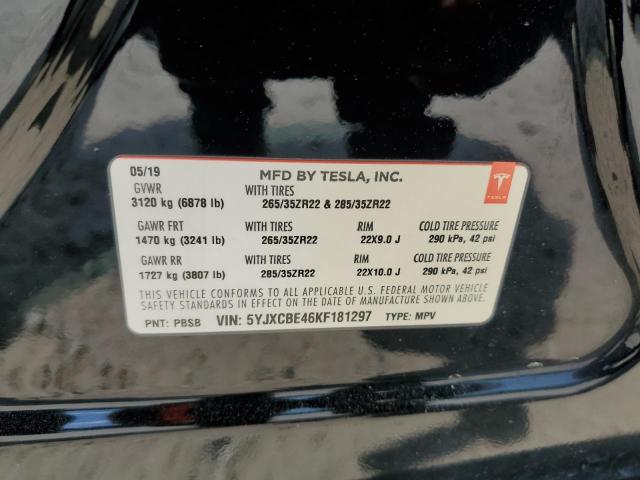 05/19 MFD BY TESLA, INC.
GVWR WITH TIRES
3120 kg (6878 lb) 265/35ZR22 & 285/35ZR22
GAWR FRT WITH TIRES RIM COLD TIRE PRESSURE
1470 kg (3241 lb) 265/35ZR22 22X9.0 J 290 kPa, 42 psi
GAWR RR WITH TIRES RIM COLD TIRE PRESSURE
1727 kg (3807 lb) 285/35ZR22 22X10.0 J 290 kPa, 42 psi
THIS VEHICLE CONFORMS TO ALL APPLICABLE U.S. FEDERAL MOTOR VEHICLE
SAFETY STANDARDS IN EFFECT ON THE DATE OF MANUFACTURE SHOWN ABOVE.
PNT: PBSB VIN: 5YJXCBE46KF181297 TYPE: MPV
TESLA